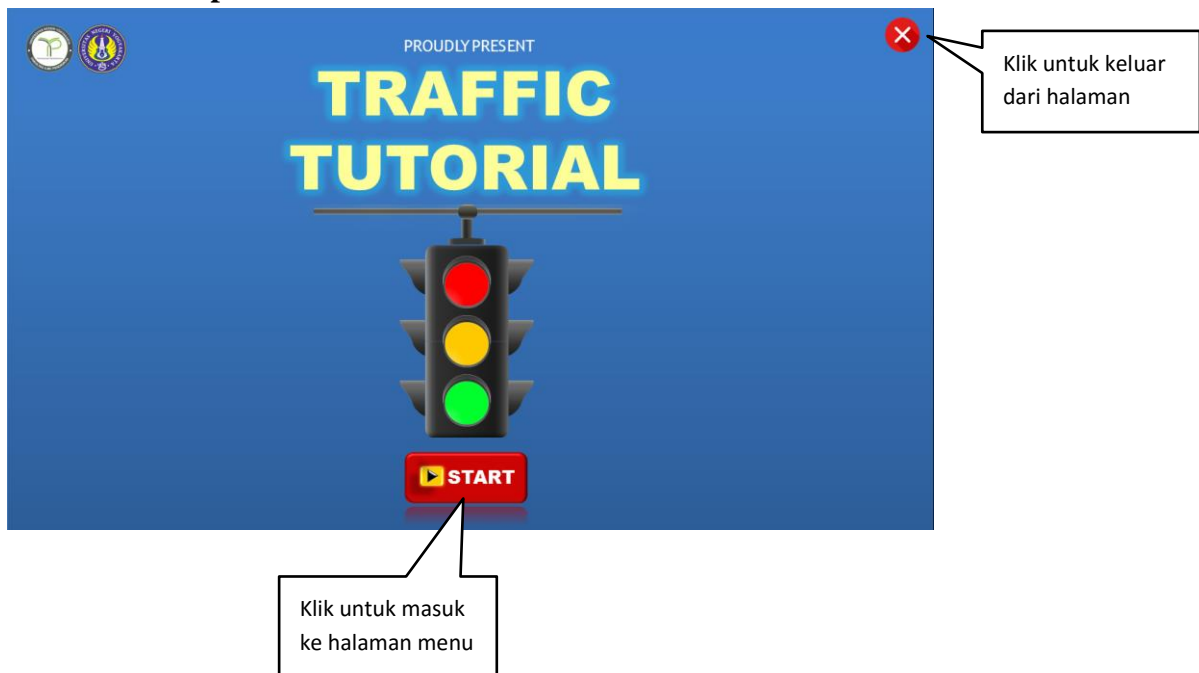 PROUDLY PRESENT
TRAFFIC
TUTORIAL
START
Klik untuk keluar
dari halaman
Klik untuk masuk
ke halaman menu